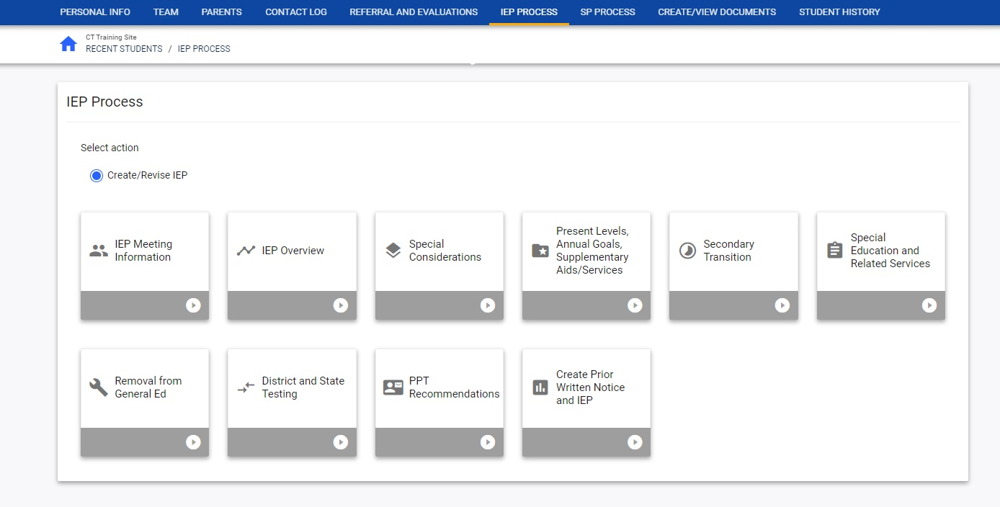 PERSONAL INFO TEAM PARENTS CONTACT LOG REFERRAL AND EVALUATIONS IEP PROCESS SP PROCESS CREATE/VIEW DOCUMENTS STUDENT HISTORY
CT Training Site
RECENT STUDENTS / IEP PROCESS
IEP Process
Select action
Create/Revise IEP
IEP Meeting
Information
IEP Overview
Special
Considerations
Present Levels,
Annual Goals,
Supplementary
Aids/Services
Secondary
Transition
Special
Education and
Related Services
Removal from
General Ed
District and State
Testing
PPT
Recommendations
Create Prior
Written Notice
and IEP